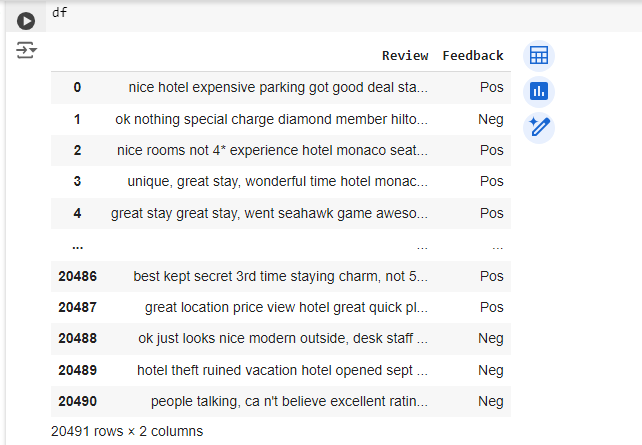 df
Review Feedback
0 nice hotel expensive parking got good deal sta... Pos
1 ok nothing special charge diamond member hilto... Neg
2 nice rooms not 4* experience hotel monaco seat... Pos
3 unique, great stay, wonderful time hotel monac... Pos
4 great stay great stay, went seahawk game aweso... Pos
... ... ...
20486 best kept secret 3rd time staying charm, not 5... Pos
20487 great location price view hotel great quick pl... Pos
20488 ok just looks nice modern outside, desk staff ... Neg
20489 hotel theft ruined vacation hotel opened sept ... Neg
20490 people talking, ca n't believe excellent ratin... Neg
20491 rows × 2 columns